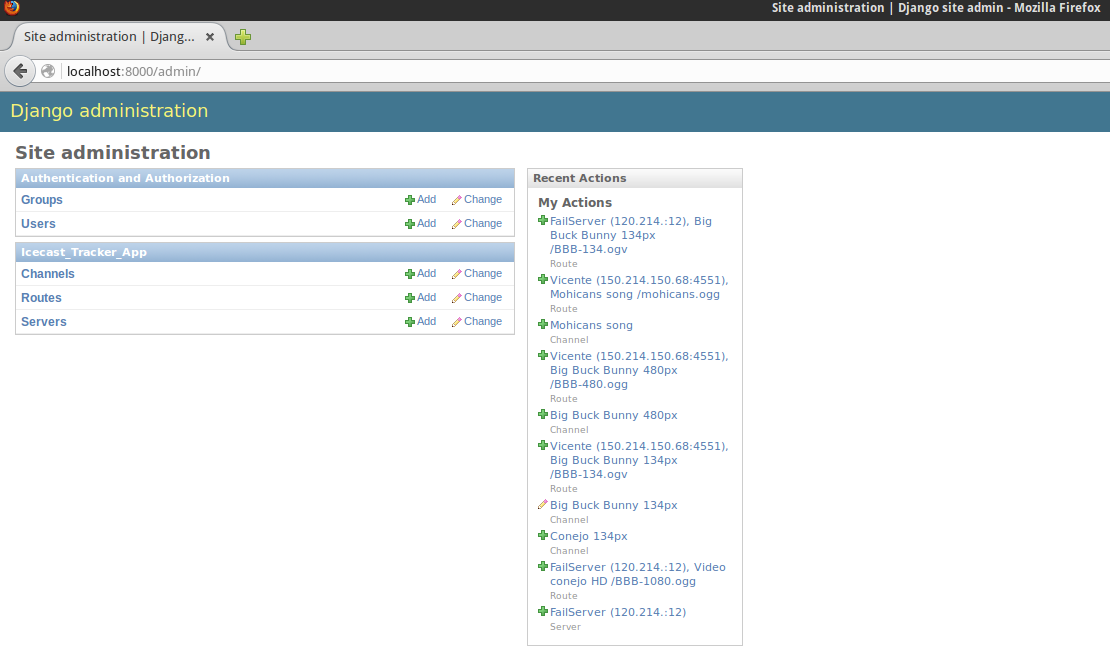 Site administration | Django site admin - Mozilla Firefox
Site administration | Djang...
localhost:8000/admin/
Django administration
Site administration
Authentication and Authorization
Groups Add Change
Users Add Change
Icecast_Tracker_App
Channels Add Change
Routes Add Change
Servers Add Change
Recent Actions
My Actions
FailServer (120.214.:12), Big
Buck Bunny 134px
/BBB-134.ogv
Route
Vicente (150.214.150.68:4551),
Mohicans song /mohicans.ogg
Route
Mohicans song
Channel
Vicente (150.214.150.68:4551),
Big Buck Bunny 480px
/BBB-480.ogg
Route
Big Buck Bunny 480px
Channel
Vicente (150.214.150.68:4551),
Big Buck Bunny 134px
/BBB-134.ogv
Route
Big Buck Bunny 134px
Channel
Conejo 134px
Channel
FailServer (120.214.:12), Video
conejo HD /BBB-1080.ogg
Route
FailServer (120.214.:12)
Server